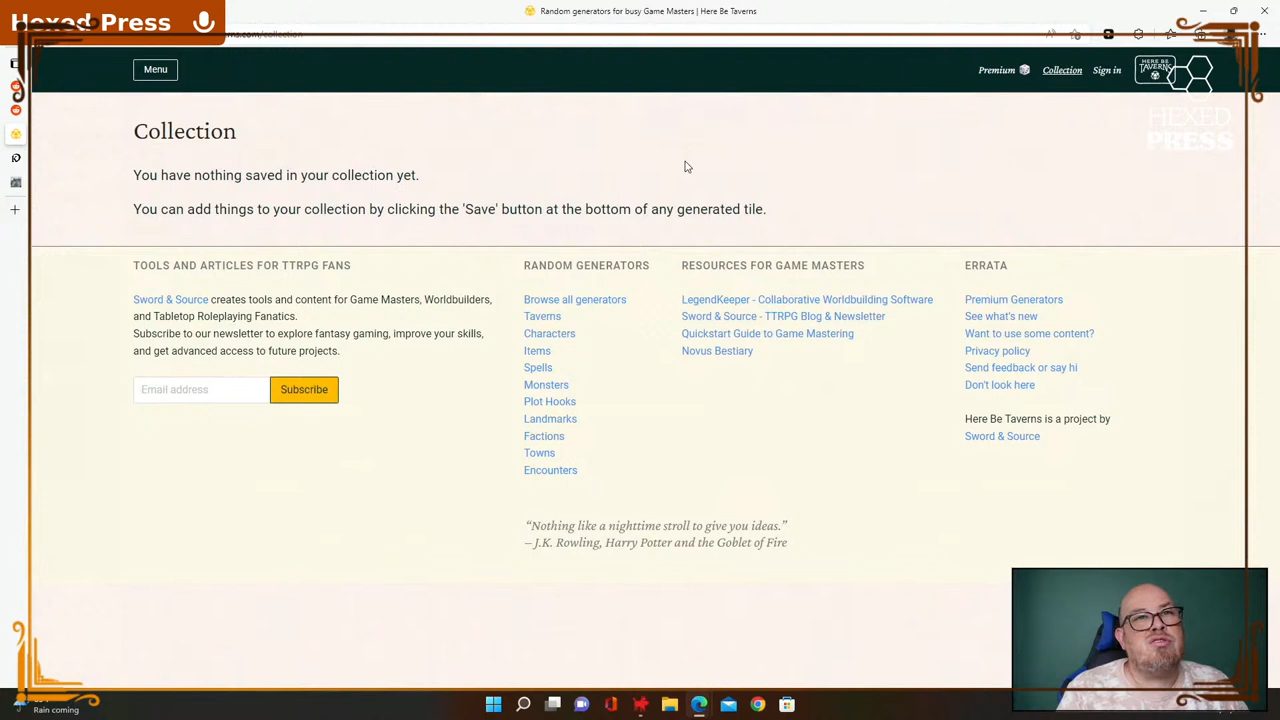 Hexed Press
Random generators for busy Game Masters | Here Be Taverns
rns.com/collection
Menu
Premium
Collection
Sign in
HERE BE
TAVERNS
HEXED
PRESS
Collection
You have nothing saved in your collection yet.
You can add things to your collection by clicking the 'Save' button at the bottom of any generated tile.
TOOLS AND ARTICLES FOR TTRPG FANS
Sword & Source creates tools and content for Game Masters, Worldbuilders,
and Tabletop Roleplaying Fanatics.
Subscribe to our newsletter to explore fantasy gaming, improve your skills,
and get advanced access to future projects.
Email address
Subscribe
RANDOM GENERATORS
Browse all generators
Taverns
Characters
Items
Spells
Monsters
Plot Hooks
Landmarks
Factions
Towns
Encounters
RESOURCES FOR GAME MASTERS
LegendKeeper - Collaborative Worldbuilding Software
Sword & Source - TTRPG Blog & Newsletter
Quickstart Guide to Game Mastering
Novus Bestiary
ERRATA
Premium Generators
See what's new
Want to use some content?
Privacy policy
Send feedback or say hi
Don't look here
Here Be Taverns is a project by
Sword & Source
“Nothing like a nighttime stroll to give you ideas.”
– J.K. Rowling, Harry Potter and the Goblet of Fire
Rain coming